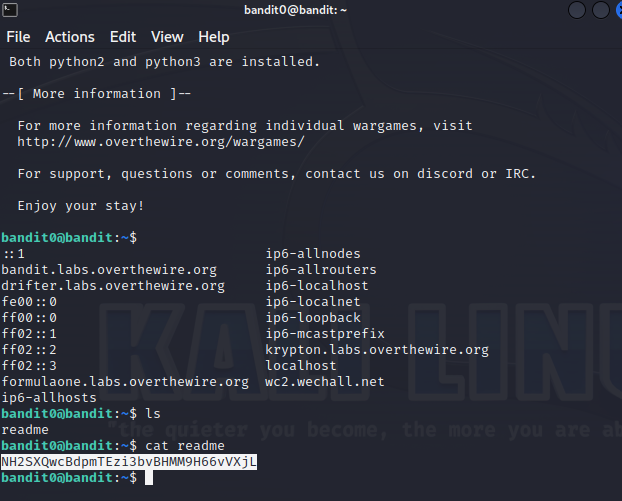 bandit0@bandit: ~
File Actions Edit View Help
Both python2 and python3 are installed.
--[ More information ]--
For more information regarding individual wargames, visit
http://www.overthewire.org/wargames/
For support, questions or comments, contact us on discord or IRC.
Enjoy your stay!
bandit0@bandit:~$
::1 ip6-allnodes
bandit.labs.overthewire.org ip6-allrouters
drifter.labs.overthewire.org ip6-localhost
fe00::0 ip6-localnet
ff00::0 ip6-loopback
ff02::1 ip6-mcastprefix
ff02::2 krypton.labs.overthewire.org
ff02::3 localhost
formulaone.labs.overthewire.org wc2.wechall.net
ip6-allhosts
KALI LINU
bandit0@bandit:~$ ls
readme
"the quieter you become, the more you are ab
bandit0@bandit:~$ cat readme
NH2SXQwcBdpmTEzi3bvBHMM9H66vVXjL
bandit0@bandit:~$